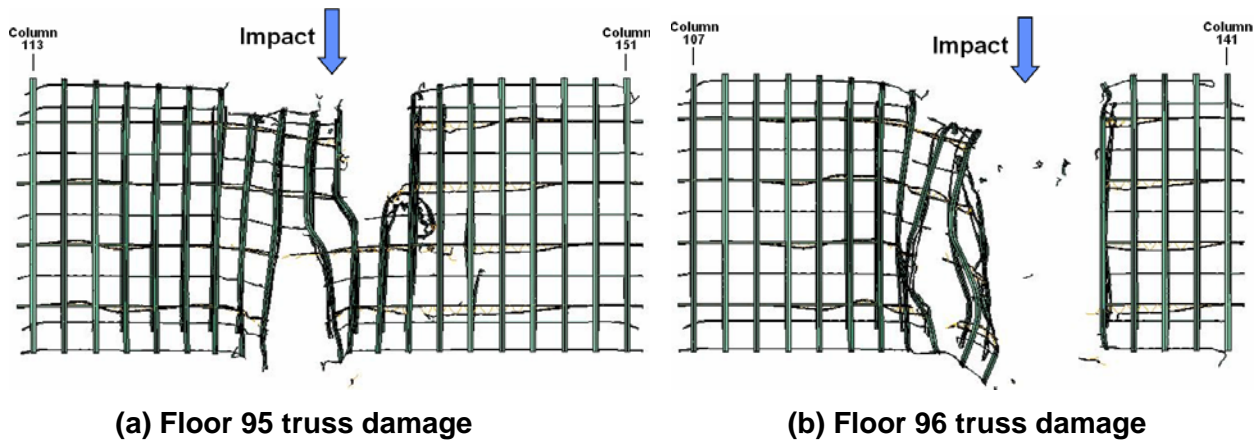 Column
113
Impact
Column
151
Column
107
Impact
Column
141
(a) Floor 95 truss damage
(b) Floor 96 truss damage